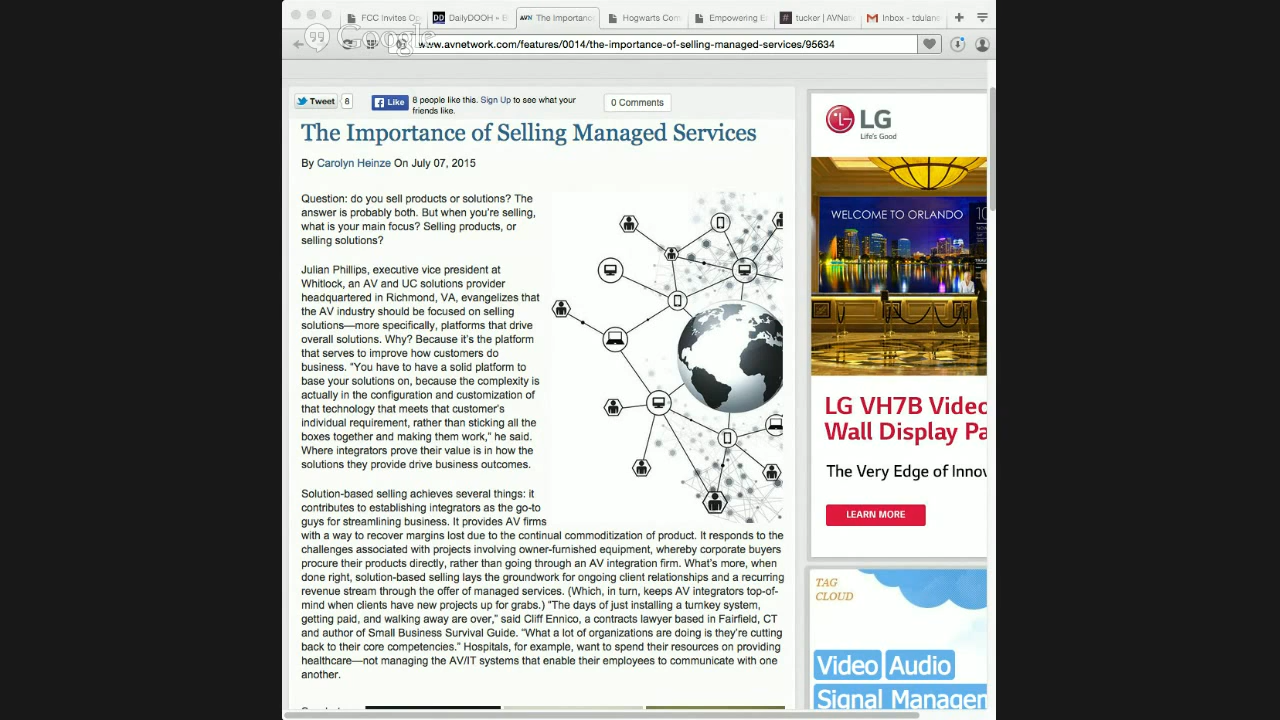 FCC Invites Op
DailyDOOH » B
AVN The Importanc
Hogwarts Com
Empowering E
tucker | AVNatio
Inbox - tdulanc
Google
www.avnetwork.com/features/0014/the-importance-of-selling-managed-services/95634
Tweet 8
Like
8 people like this. Sign Up to see what your
friends like.
0 Comments
The Importance of Selling Managed Services
By Carolyn Heinze On July 07, 2015
Question: do you sell products or solutions? The
answer is probably both. But when you're selling,
what is your main focus? Selling products, or
selling solutions?
Julian Phillips, executive vice president at
Whitlock, an AV and UC solutions provider
headquartered in Richmond, VA, evangelizes that
the AV industry should be focused on selling
solutions—more specifically, platforms that drive
overall solutions. Why? Because it's the platform
that serves to improve how customers do
business. "You have to have a solid platform to
base your solutions on, because the complexity is
actually in the configuration and customization of
that technology that meets that customer's
individual requirement, rather than sticking all the
boxes together and making them work," he said.
Where integrators prove their value is in how the
solutions they provide drive business outcomes.
Solution-based selling achieves several things: it
contributes to establishing integrators as the go-to
guys for streamlining business. It provides AV firms
with a way to recover margins lost due to the continual commoditization of product. It responds to the
challenges associated with projects involving owner-furnished equipment, whereby corporate buyers
procure their products directly, rather than going through an AV integration firm. What's more, when
done right, solution-based selling lays the groundwork for ongoing client relationships and a recurring
revenue stream through the offer of managed services. (Which, in turn, keeps AV integrators top-of-
mind when clients have new projects up for grabs.) "The days of just installing a turnkey system,
getting paid, and walking away are over," said Cliff Ennico, a contracts lawyer based in Fairfield, CT
and author of Small Business Survival Guide. "What a lot of organizations are doing is they're cutting
back to their core competencies." Hospitals, for example, want to spend their resources on providing
healthcare—not managing the AV/IT systems that enable their employees to communicate with one
another.
LG
Life's Good
WELCOME TO ORLANDO
10
LG VH7B Video
Wall Display Pa
The Very Edge of Innov
LEARN MORE
TAG
CLOUD
Video Audio
Signal Managem